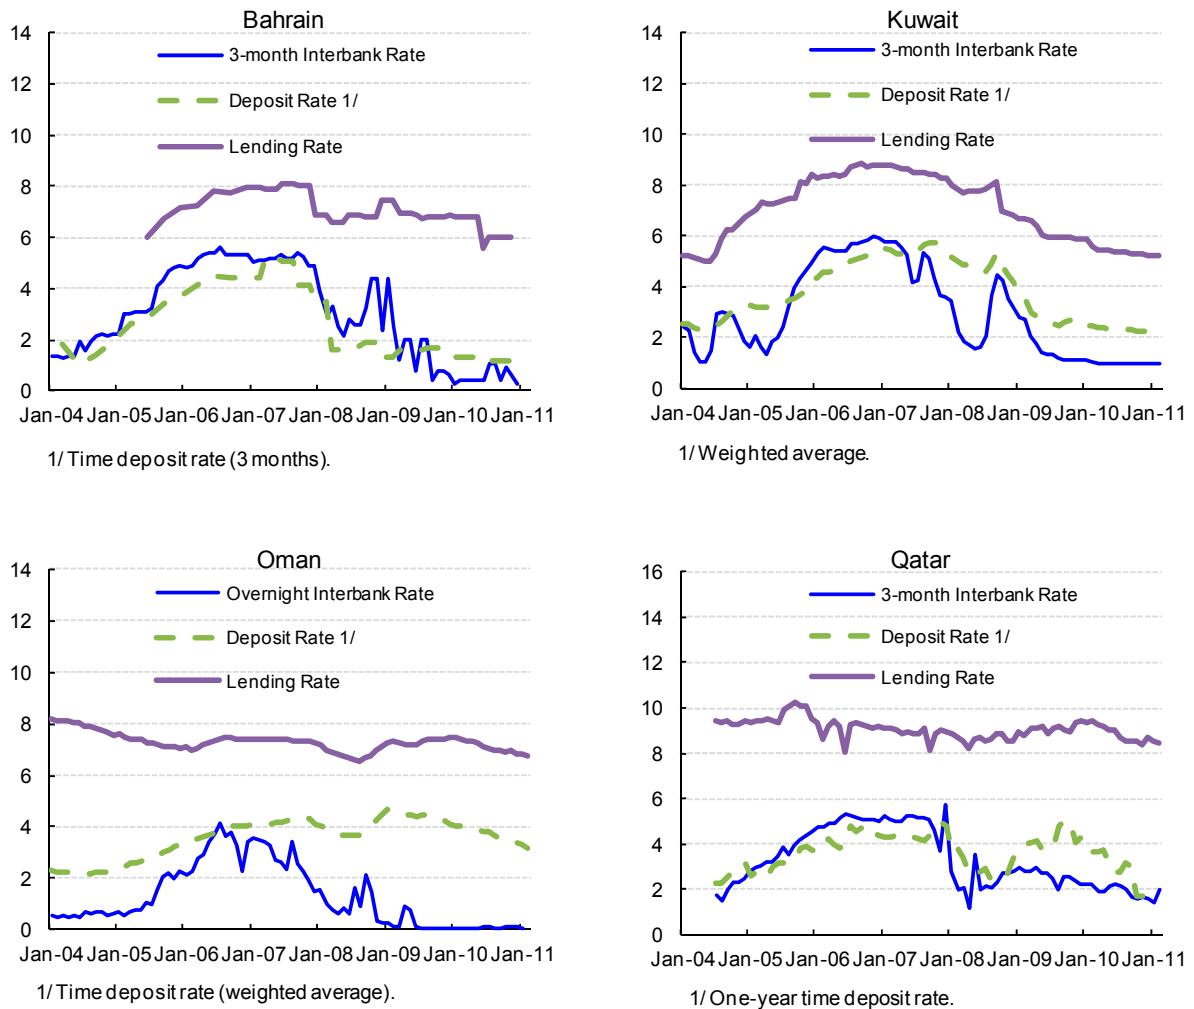 Bahrain
14
12
10
8
6
4
2
0
3-month Interbank Rate
Deposit Rate 1/
Lending Rate
Jan-04 Jan-05 Jan-06 Jan-07 Jan-08 Jan-09 Jan-10 Jan-11
1/ Time deposit rate (3 months).
Kuwait
14
12
10
8
6
4
2
0
3-month Interbank Rate
Deposit Rate 1/
Lending Rate
Jan-04 Jan-05 Jan-06 Jan-07 Jan-08 Jan-09 Jan-10 Jan-11
1/ Weighted average.
Oman
14
12
10
8
6
4
2
0
Overnight Interbank Rate
Deposit Rate 1/
Lending Rate
Jan-04 Jan-05 Jan-06 Jan-07 Jan-08 Jan-09 Jan-10 Jan-11
1/ Time deposit rate (weighted average).
Qatar
16
14
12
10
8
6
4
2
0
3-month Interbank Rate
Deposit Rate 1/
Lending Rate
Jan-04 Jan-05 Jan-06 Jan-07 Jan-08 Jan-09 Jan-10 Jan-11
1/ One-year time deposit rate.